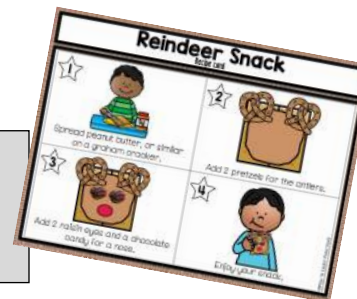 Reindeer Snack
Recipe card
1
Spread peanut butter, or similar
on a graham cracker.
2
Add 2 pretzels for the antlers.
3
Add 2 raisin eyes and a chocolate
candy for a nose.
4
Enjoy your snack.